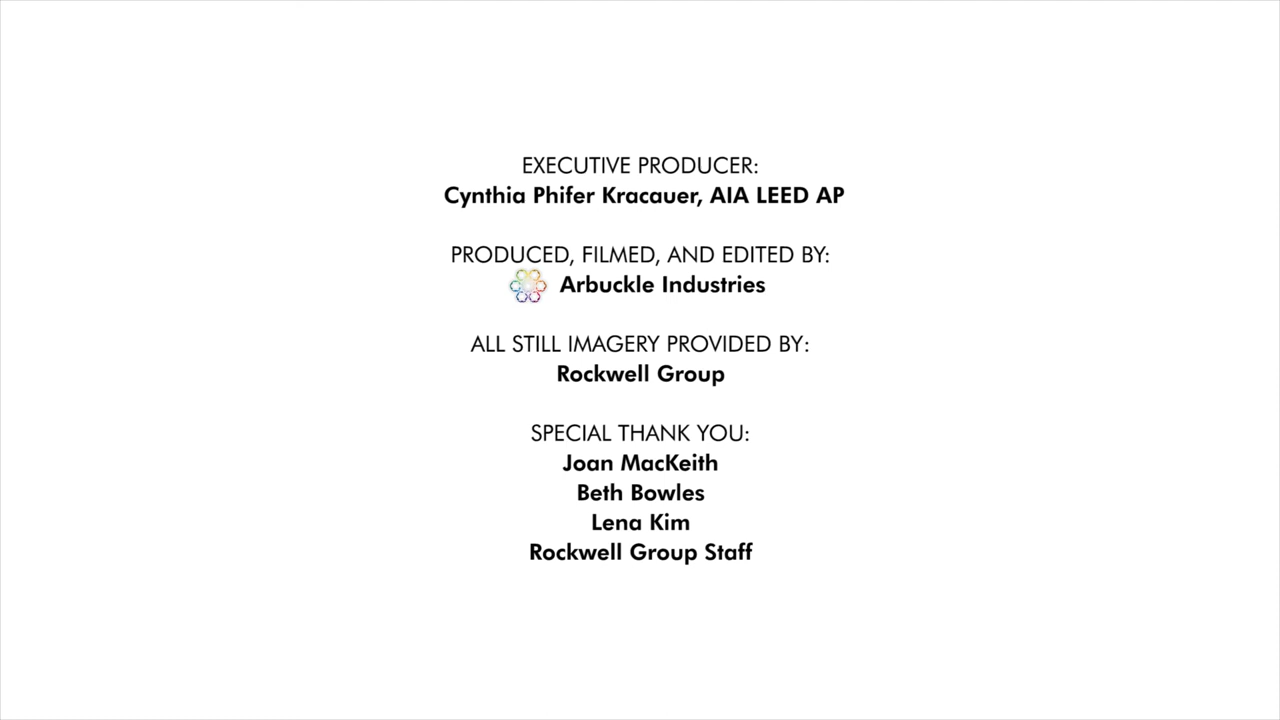 EXECUTIVE PRODUCER:
Cynthia Phifer Kracauer, AIA LEED AP
PRODUCED, FILMED, AND EDITED BY:
Arbuckle Industries
ALL STILL IMAGERY PROVIDED BY:
Rockwell Group
SPECIAL THANK YOU:
Joan MacKeith
Beth Bowles
Lena Kim
Rockwell Group Staff